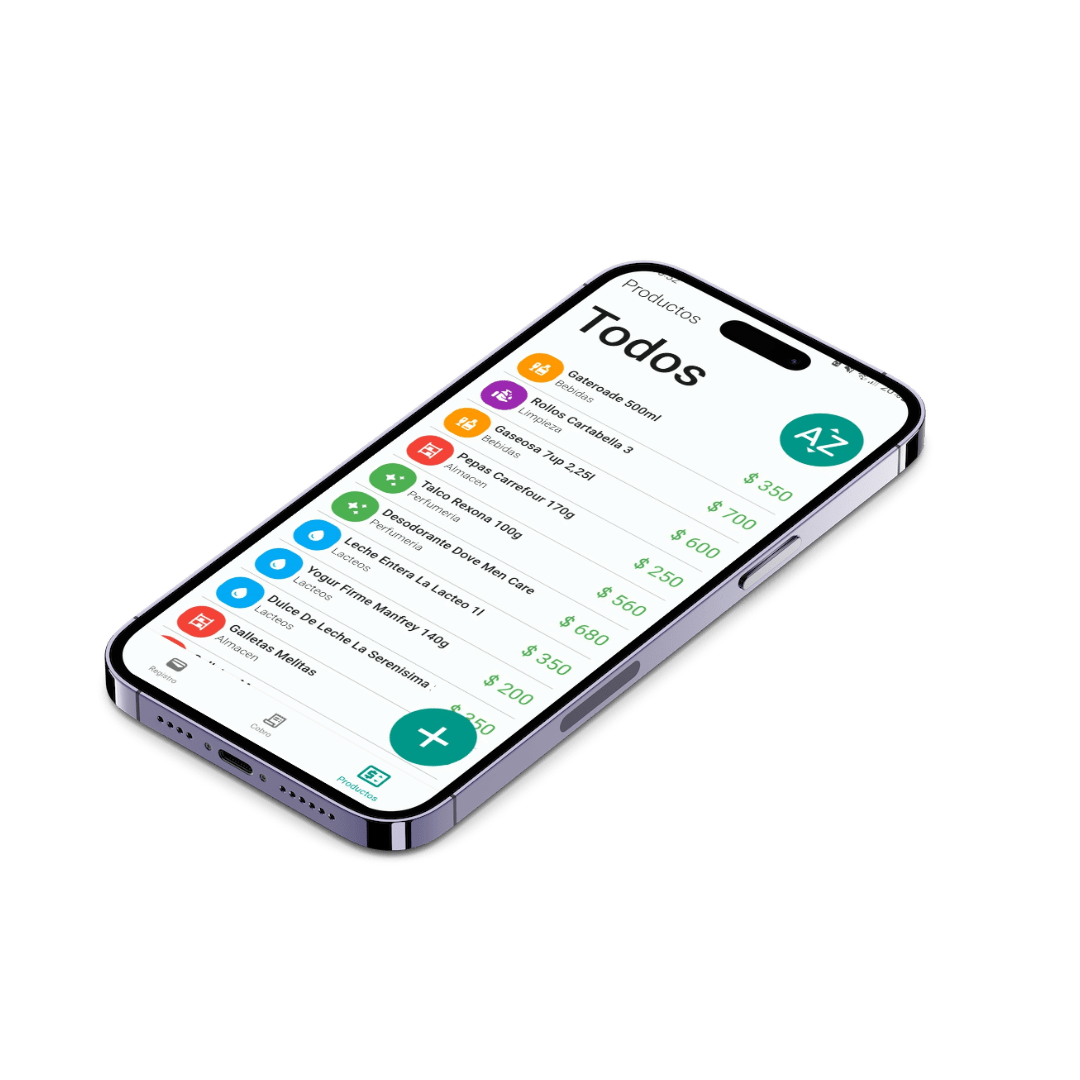 Productos
Todos
AZ
Gateroade 500ml
Bebidas
$ 350
Rollos Cartabella 3
Limpieza
$ 700
Gaseosa 7up 2,25l
Bebidas
$ 600
Pepas Carrefour 170g
Almacen
$ 250
Talco Rexona 100g
Perfumeria
$ 560
Desodorante Dove Men Care
Perfumeria
$ 680
Leche Entera La Lacteo 1l
Lacteos
$ 350
Yogur Firme Manfrey 140g
Lacteos
$ 200
Dulce De Leche La Serenisima
Lacteos
Galletas Melitas
Almacen
Registro
Cobro
Productos